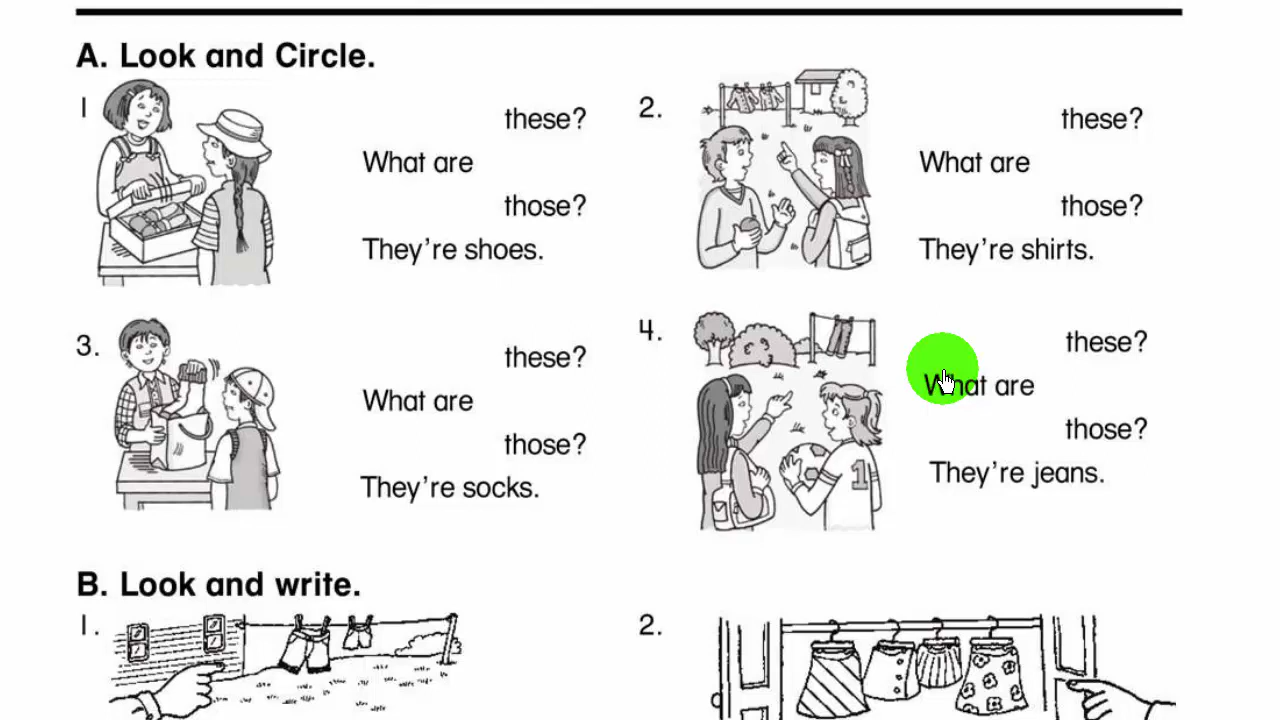 A. Look and Circle.
1
these?
What are
those?
They're shoes.
2.
these?
What are
those?
They're shirts.
3.
these?
What are
those?
They're socks.
4.
these?
What are
those?
They're jeans.
1
B. Look and write.
1.
2.